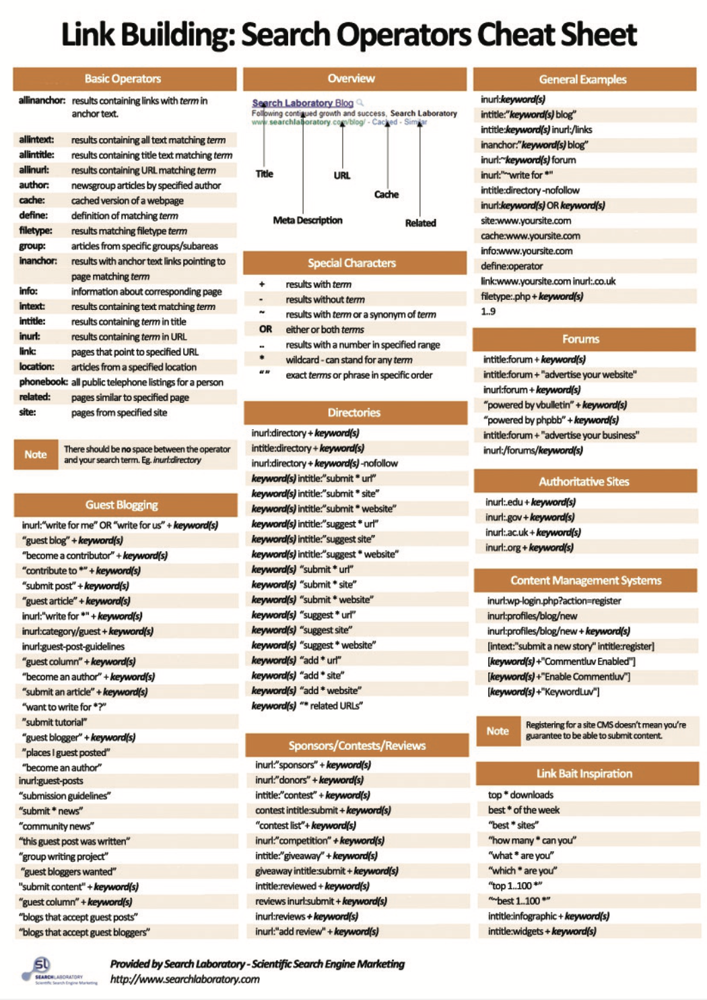 Link Building: Search Operators Cheat Sheet
Basic Operators
allinanchor: results containing links with term in
anchor text.
allintext: results containing all text matching term
allintitle: results containing title text matching term
allinurl: results containing URL matching term
author: newsgroup articles by specified author
cache: cached version of a webpage
define: definition of matching term
filetype: results matching filetype term
group: articles from specific groups/subareas
inanchor: results with anchor text links pointing to
page matching term
info: information about corresponding page
intext: results containing text matching term
intitle: results containing term in title
inurl: results containing term in URL
link: pages that point to specified URL
location: articles from a specified location
phonebook: all public telephone listings for a person
related: pages similar to specified page
site: pages from specified site
Note
There should be no space between the operator
and your search term. Eg. inurl:directory
Guest Blogging
inurl:“write for me” OR “write for us” + keyword(s)
“guest blog” + keyword(s)
“become a contributor” + keyword(s)
“contribute to *” + keyword(s)
“submit post” + keyword(s)
“guest article” + keyword(s)
inurl:"write for *" + keyword(s)
inurl:category/guest + keyword(s)
inurl:guest-post-guidelines
“guest column” + keyword(s)
“become an author” + keyword(s)
“submit an article” + keyword(s)
“want to write for *?”
“submit tutorial”
“guest blogger” + keyword(s)
“places I guest posted”
“become an author”
inurl:guest-posts
“submission guidelines”
“submit * news”
“community news”
“this guest post was written”
“group writing project”
“guest bloggers wanted”
"submit content" + keyword(s)
“guest column” + keyword(s)
“blogs that accept guest posts”
“blogs that accept guest bloggers”
Overview
Search Laboratory Blog
Following continued growth and success, Search Laboratory
www.searchlaboratory.com/blog/ - Cached - Similar
Title
URL
Cache
Meta Description
Related
Special Characters
+ results with term
- results without term
~ results with term or a synonym of term
OR either or both terms
.. results with a number in specified range
* wildcard - can stand for any term
“ ” exact terms or phrase in specific order
Directories
inurl:directory + keyword(s)
intitle:directory + keyword(s)
inurl:directory + keyword(s) -nofollow
keyword(s) intitle:”submit * url”
keyword(s) intitle:”submit * site”
keyword(s) intitle:”submit * website”
keyword(s) intitle:”suggest * url”
keyword(s) intitle:”suggest site”
keyword(s) intitle:”suggest * website”
keyword(s) “submit * url”
keyword(s) “submit * site”
keyword(s) “submit * website”
keyword(s) “suggest * url”
keyword(s) “suggest site”
keyword(s) “suggest * website”
keyword(s) “add * url”
keyword(s) “add * site”
keyword(s) “add * website”
keyword(s) “* related URLs”
Sponsors/Contests/Reviews
inurl:”sponsors” + keyword(s)
inurl:”donors” + keyword(s)
intitle:”contest” + keyword(s)
contest intitle:submit + keyword(s)
“contest list”+ keyword(s)
inurl:”competition” + keyword(s)
intitle:”giveaway” + keyword(s)
giveaway intitle:submit + keyword(s)
intitle:reviewed + keyword(s)
reviews inurl:submit + keyword(s)
inurl:reviews + keyword(s)
inurl:"add review" + keyword(s)
General Examples
inurl:keyword(s)
intitle:”keyword(s) blog”
intitle:keyword(s) inurl:/links
inanchor:”keyword(s) blog”
inurl:~keyword(s) forum
inurl:"~write for *"
intitle:directory -nofollow
inurl:keyword(s) OR keyword(s)
site:www.yoursite.com
cache:www.yoursite.com
info:www.yoursite.com
define:operator
link:www.yoursite.com inurl:.co.uk
filetype:.php + keyword(s)
1..9
Forums
intitle:forum + keyword(s)
intitle:forum + "advertise your website"
inurl:forum + keyword(s)
“powered by vbulletin” + keyword(s)
“powered by phpbb” + keyword(s)
intitle:forum + "advertise your business"
inurl:/forums/keyword(s)
Authoritative Sites
inurl:.edu + keyword(s)
inurl:.gov + keyword(s)
inurl:.ac.uk + keyword(s)
inurl:.org + keyword(s)
Content Management Systems
inurl:wp-login.php?action=register
inurl:profiles/blog/new
inurl:profiles/blog/new + keyword(s)
[intext:"submit a new story" intitle:register]
[keyword(s) +"Commentluv Enabled"]
[keyword(s) +"Enable Commentluv"]
[keyword(s) +"KeywordLuv"]
Note
Registering for a site CMS doesn’t mean you’re
guarantee to be able to submit content.
Link Bait Inspiration
top * downloads
best * of the week
“best * sites”
“how many * can you”
“what * are you”
“which * are you”
“top 1..100 *”
“~best 1..100 *”
intitle:infographic + keyword(s)
intitle:widgets + keyword(s)
SL
SEARCHLABORATORY
Scientific Search Engine Marketing
Provided by Search Laboratory - Scientific Search Engine Marketing
http://www.searchlaboratory.com